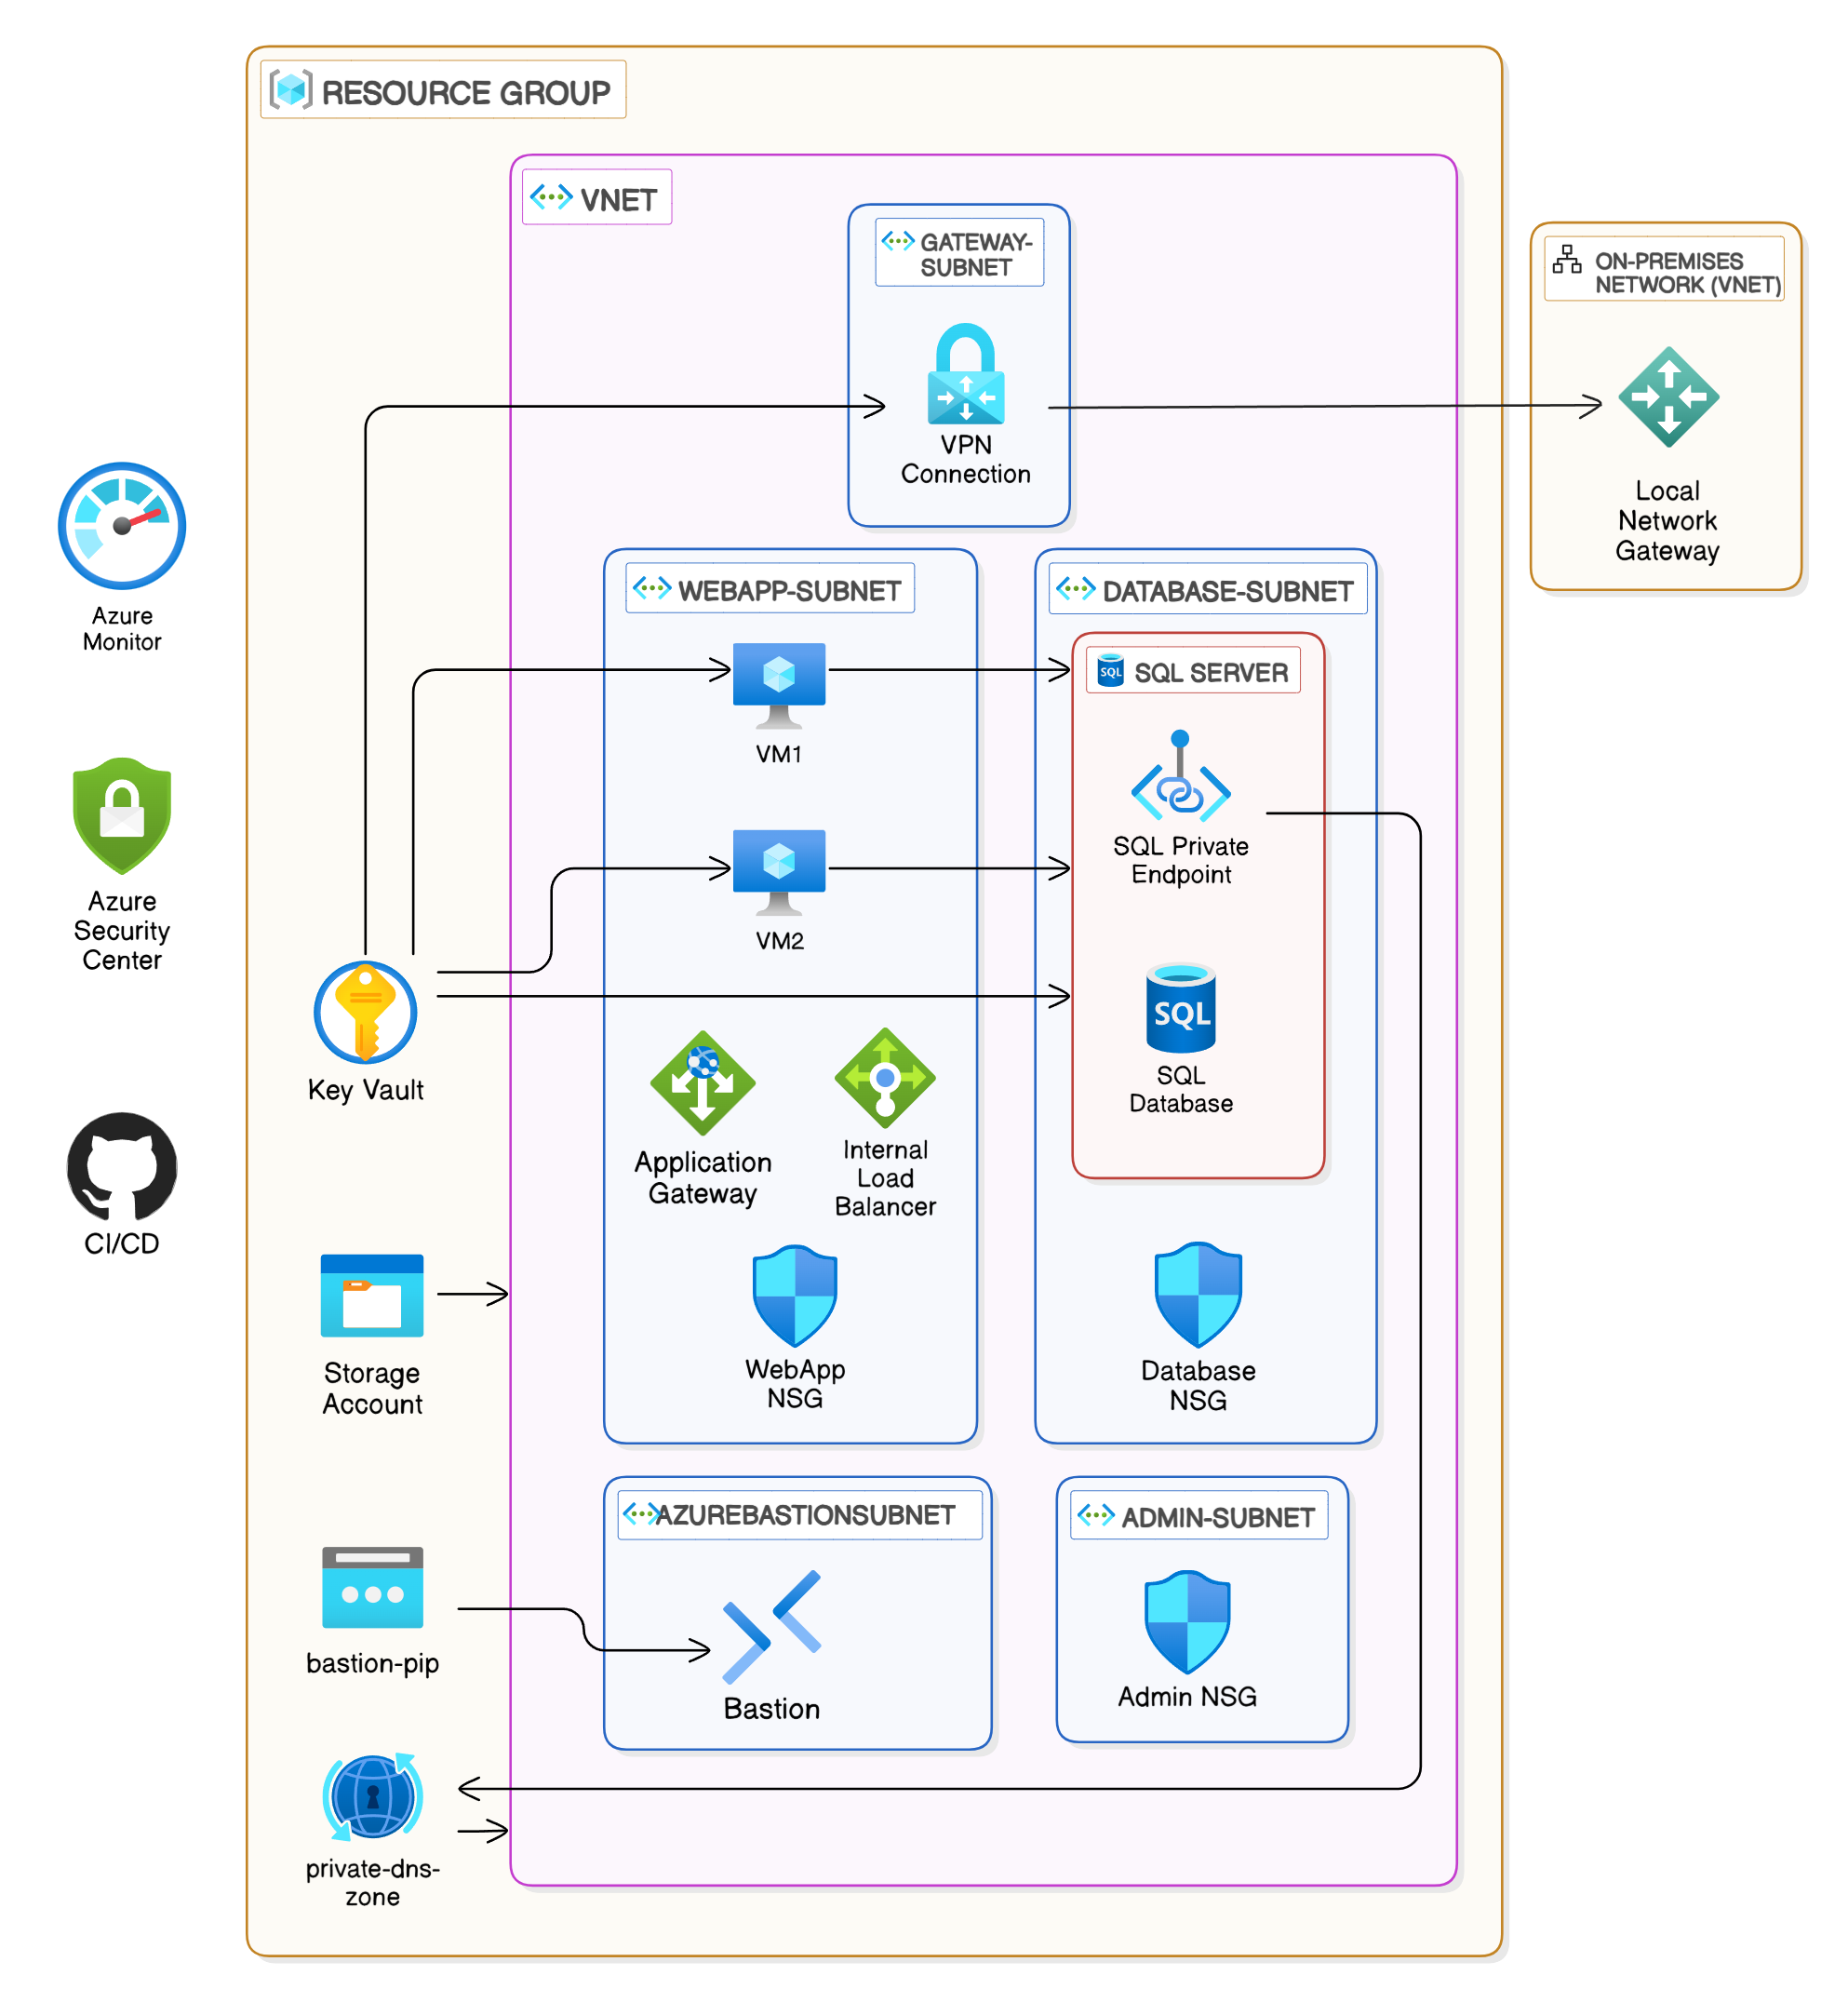 RESOURCE GROUP
VNET
GATEWAY-
SUBNET
VPN
Connection
ON-PREMISES
NETWORK (VNET)
Local
Network
Gateway
Azure
Monitor
Azure
Security
Center
CI/CD
Key Vault
Storage
Account
bastion-pip
private-dns-
zone
WEBAPP-SUBNET
VM1
VM2
Application
Gateway
Internal
Load
Balancer
WebApp
NSG
DATABASE-SUBNET
SQL
SQL SERVER
SQL Private
Endpoint
SQL
SQL
Database
Database
NSG
AZUREBASTIONSUBNET
Bastion
ADMIN-SUBNET
Admin NSG